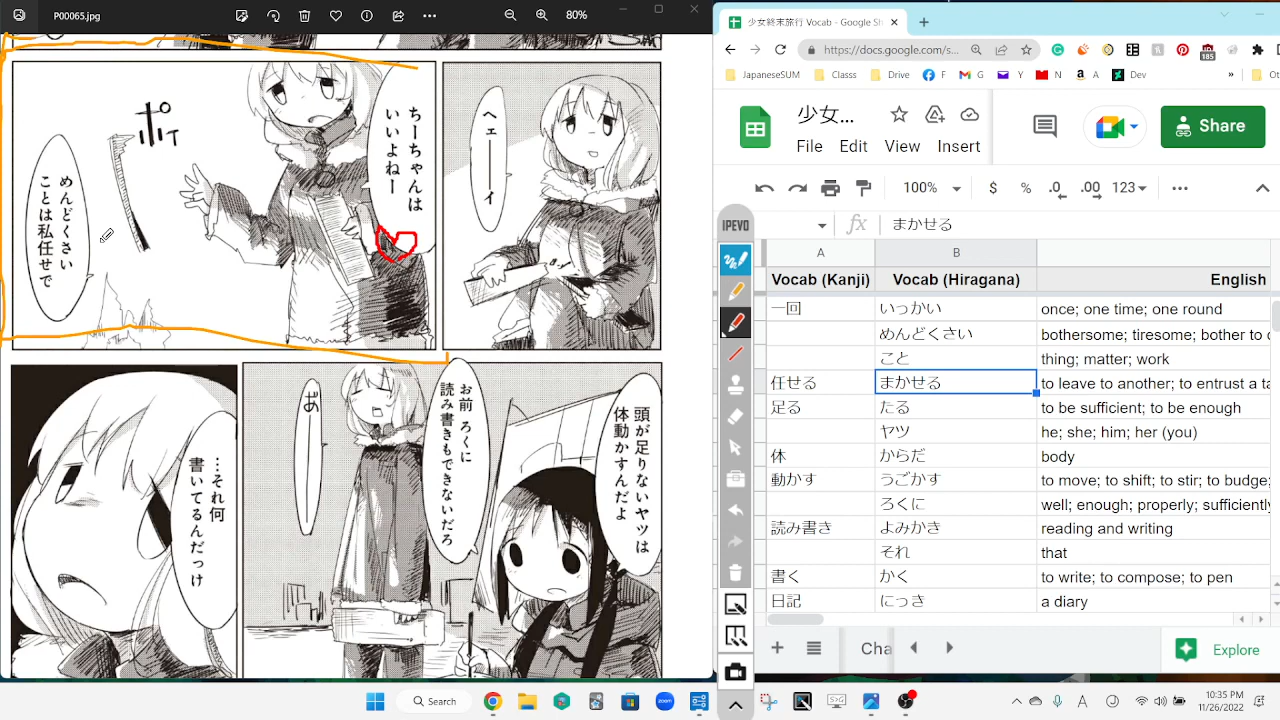 P00065.jpg
80%
ヘェーーーイ
ちーちゃんは
いいよねー
ポイ
めんどくさい
ことは私任せで
頭が足りないヤツは
体動かすんだよ
お前 ろくに
読み書きもできないだろ
あーーー
…それ何
書いてるんだっけ
少女終末旅行 Vocab - Google Sh
https://docs.google.com/s...
185
JapaneseSUM
Classs
Drive
F
G
Y
N
A
Dev
»
Ot
少女...
File Edit View Insert
Share
100%
$ % .0 .00 123
IPEVO
fx まかせる
A B
Vocab (Kanji) Vocab (Hiragana) English
一回 いっかい once; one time; one round
めんどくさい bothersome; tiresome; bother to
こと thing; matter; work
任せる まかせる to leave to another; to entrust a ta
足る たる to be sufficient; to be enough
ヤツ he; she; him; her (you)
休 からだ body
動かす うごかす to move; to shift; to stir; to budge;
ろくに well; enough; properly; sufficiently
読み書き よみかき reading and writing
それ that
書く かく to write; to compose; to pen
日記 にっき a diary
Cha
Explore
Search
zoom
A
10:35 PM
11/26/2022